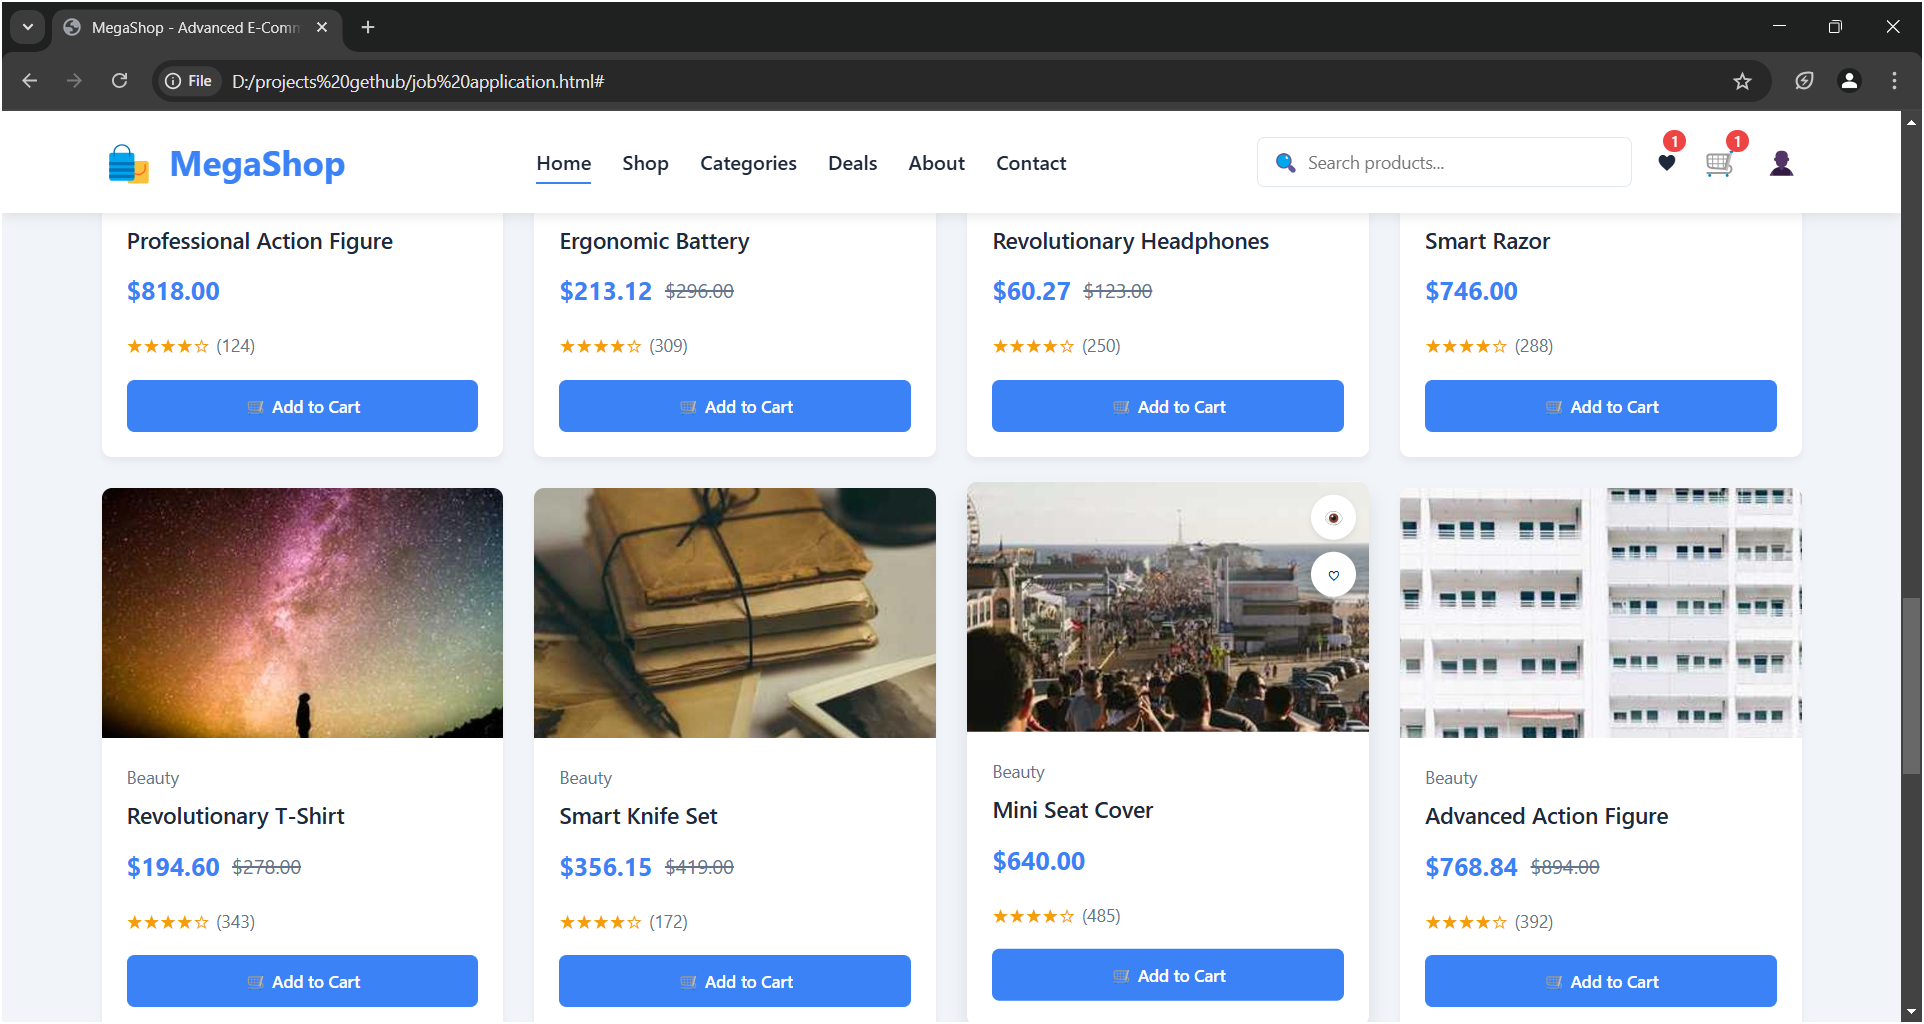 MegaShop - Advanced E-Comm
File D:/projects%20gethub/job%20application.html#
MegaShop
Home Shop Categories Deals About Contact
Search products...
1
1
Professional Action Figure
$818.00
★★★★☆ (124)
Add to Cart
Ergonomic Battery
$213.12 $296.00
★★★★☆ (309)
Add to Cart
Revolutionary Headphones
$60.27 $123.00
★★★★☆ (250)
Add to Cart
Smart Razor
$746.00
★★★★☆ (288)
Add to Cart
Beauty
Revolutionary T-Shirt
$194.60 $278.00
★★★★☆ (343)
Add to Cart
Beauty
Smart Knife Set
$356.15 $419.00
★★★★☆ (172)
Add to Cart
Beauty
Mini Seat Cover
$640.00
★★★★☆ (485)
Add to Cart
Beauty
Advanced Action Figure
$768.84 $894.00
★★★★☆ (392)
Add to Cart